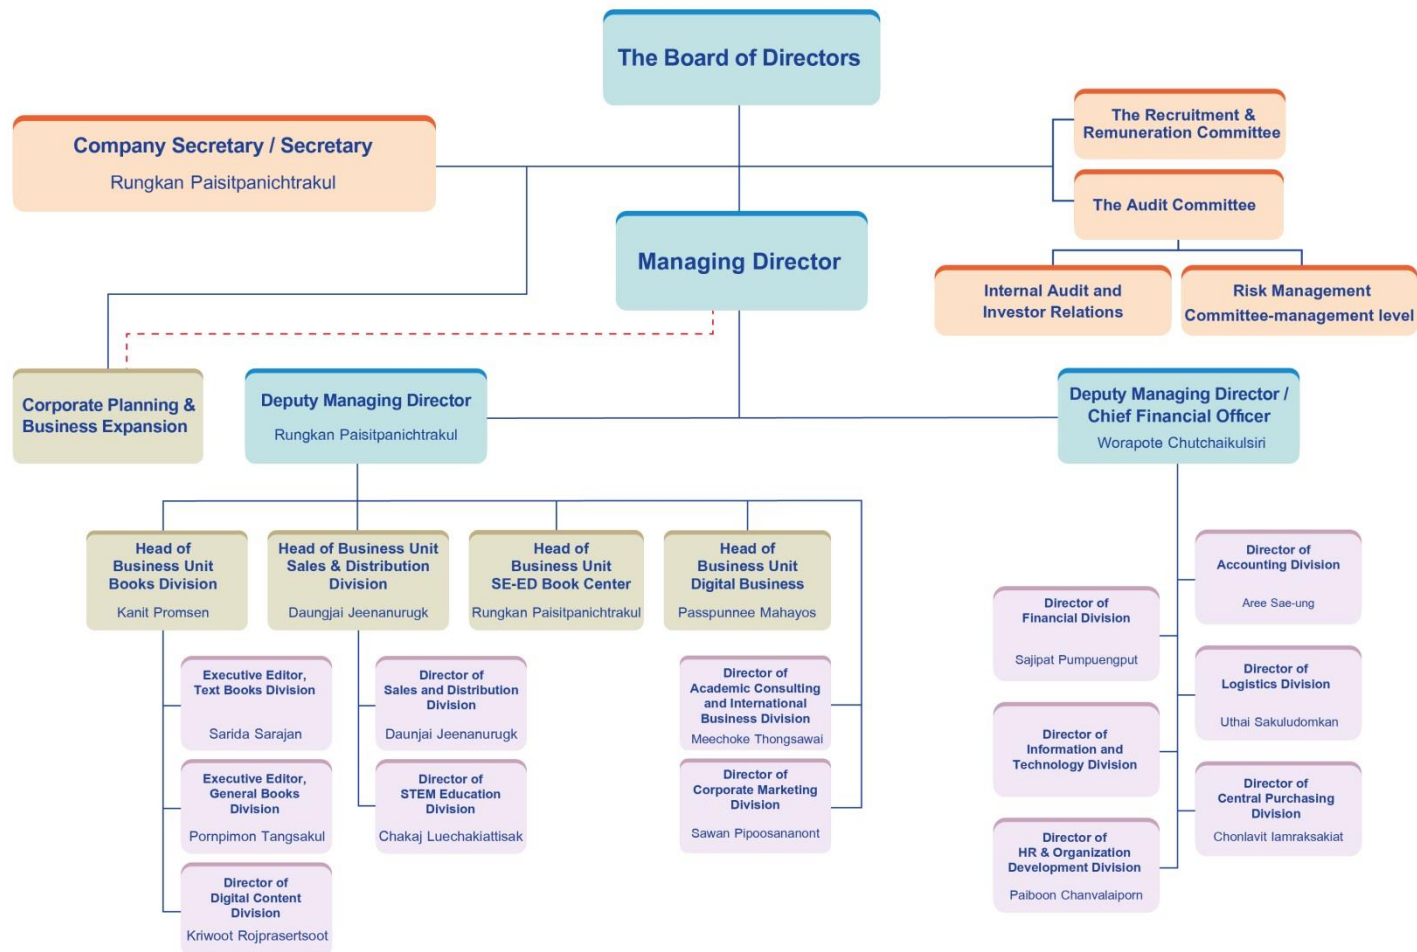 The Board of Directors
Company Secretary / Secretary
Rungkan Paisitpanichtrakul
The Recruitment &
Remuneration Committee
The Audit Committee
Managing Director
Internal Audit and
Investor Relations
Risk Management
Committee-management level
Corporate Planning &
Business Expansion
Deputy Managing Director
Rungkan Paisitpanichtrakul
Deputy Managing Director /
Chief Financial Officer
Worapote Chutchaikulsiri
Head of
Business Unit
Books Division
Kanit Promsen
Head of Business Unit
Sales & Distribution
Division
Daungjai Jeenanurugk
Head of
Business Unit
SE-ED Book Center
Rungkan Paisitpanichtrakul
Head of
Business Unit
Digital Business
Passpunnee Mahayos
Executive Editor,
Text Books Division
Sarida Sarajan
Executive Editor,
General Books
Division
Pornpimon Tangsakul
Director of
Digital Content
Division
Kriwoot Rojprasertsoot
Director of
Sales and Distribution
Division
Daunjai Jeenanurugk
Director of
STEM Education
Division
Chakaj Luechakiattisak
Director of
Academic Consulting
and International
Business Division
Meechoke Thongsawai
Director of
Corporate Marketing
Division
Sawan Pipoosananont
Director of
Accounting Division
Aree Sae-ung
Director of
Financial Division
Sajipat Pumpuengput
Director of
Logistics Division
Uthai Sakuludomkan
Director of
Information and
Technology Division
Director of
Central Purchasing
Division
Chonlavit Iamraksakiat
Director of
HR & Organization
Development Division
Paiboon Chanvalaiporn